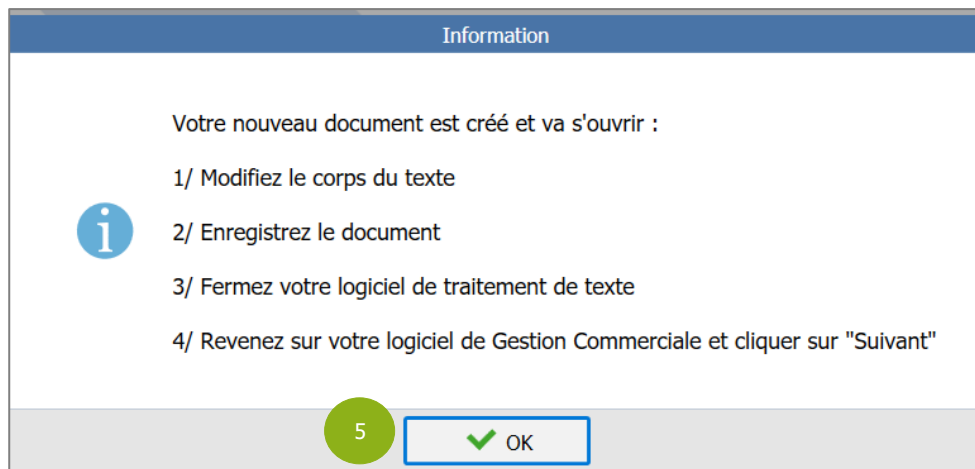 Information
Votre nouveau document est créé et va s'ouvrir :
1/ Modifiez le corps du texte
2/ Enregistrez le document
3/ Fermez votre logiciel de traitement de texte
4/ Revenez sur votre logiciel de Gestion Commerciale et cliquer sur "Suivant"
5 OK